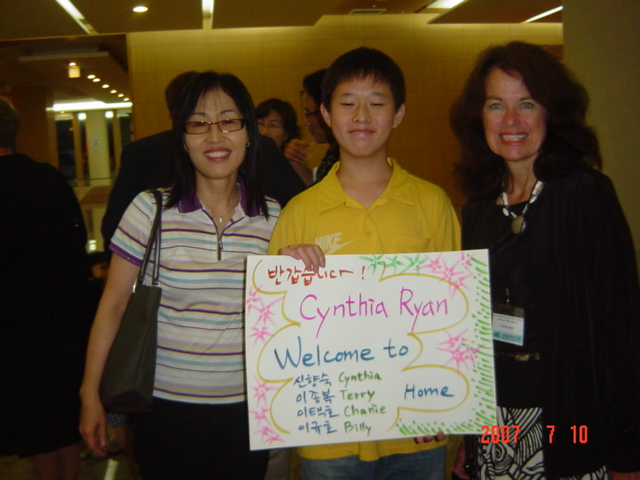 NIKE
반갑습니다!
Cynthia Ryan
Welcome to
Home
신향숙 Cynthia
이종복 Terry
이택호 Charlie
이규호 Billy
2007 7 10